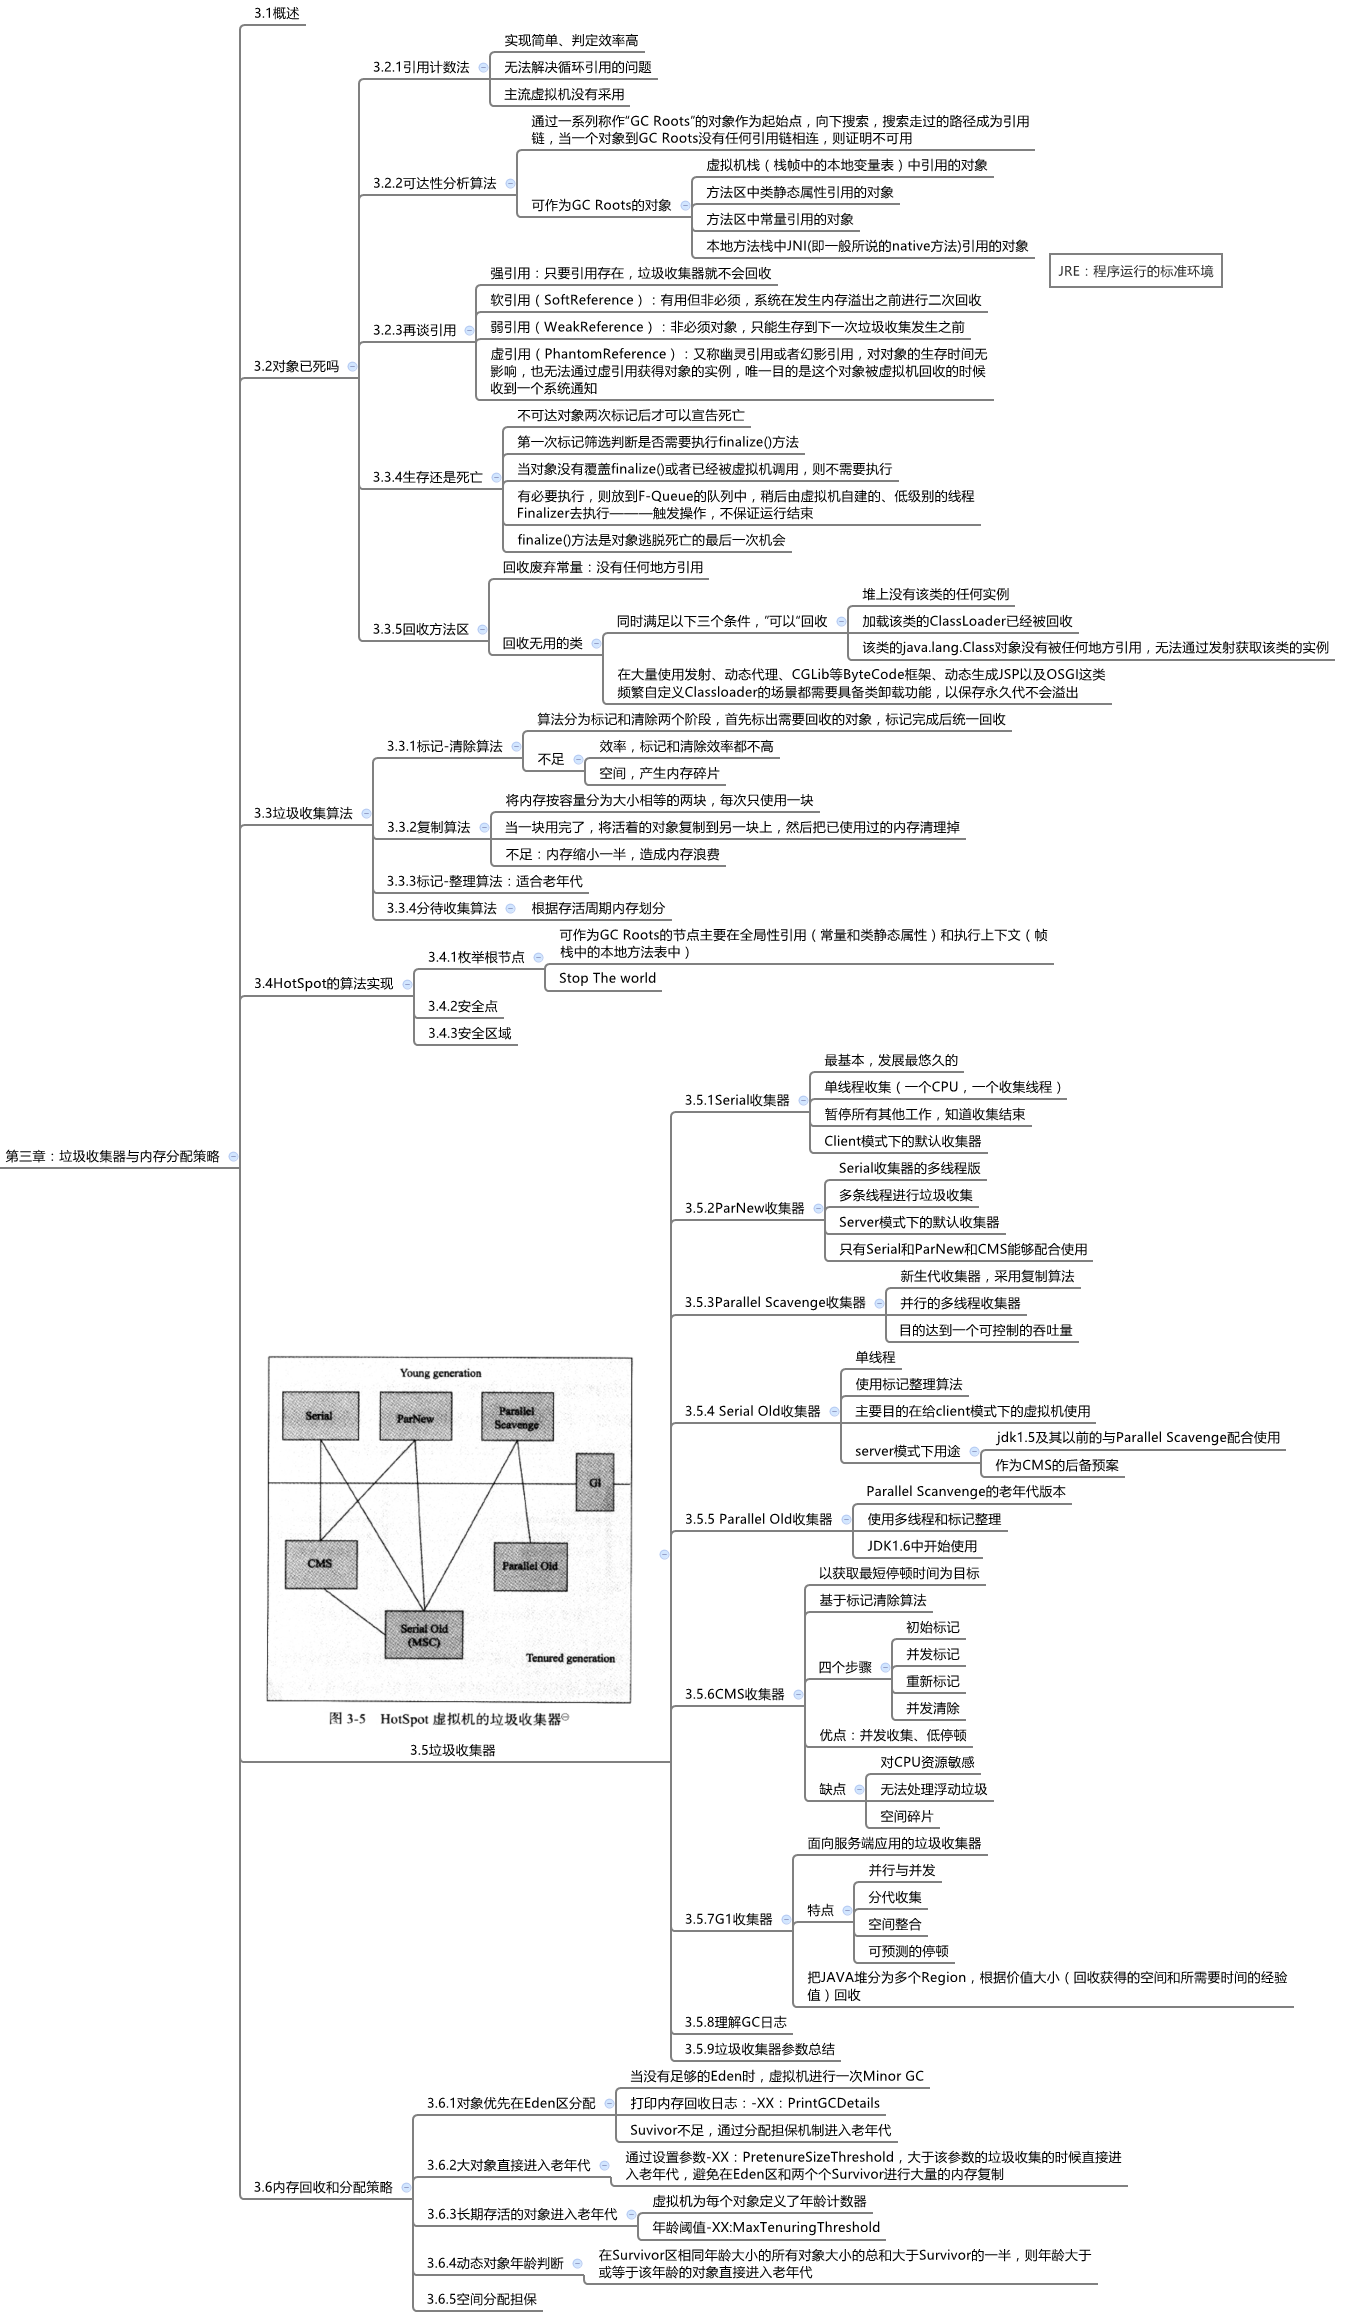 3.1概述
实现简单、判定效率高
3.2.1引用计数法
无法解决循环引用的问题
主流虚拟机没有采用
通过一系列称作“GC Roots”的对象作为起始点，向下搜索，搜索走过的路径成为引用
链，当一个对象到GC Roots没有任何引用链相连，则证明不可用
3.2.2可达性分析算法
虚拟机栈（栈帧中的本地变量表）中引用的对象
方法区中类静态属性引用的对象
可作为GC Roots的对象
方法区中常量引用的对象
本地方法栈中JNI(即一般所说的native方法)引用的对象
JRE：程序运行的标准环境
强引用：只要引用存在，垃圾收集器就不会回收
软引用（SoftReference）：有用但非必须，系统在发生内存溢出之前进行二次回收
3.2.3再谈引用
弱引用（WeakReference）：非必须对象，只能生存到下一次垃圾收集发生之前
虚引用（PhantomReference）：又称幽灵引用或者幻影引用，对对象的生存时间无
影响，也无法通过虚引用获得对象的实例，唯一目的是这个对象被虚拟机回收的时候
收到一个系统通知
3.2对象已死吗
不可达对象两次标记后才可以宣告死亡
第一次标记筛选判断是否需要执行finalize()方法
3.3.4生存还是死亡
当对象没有覆盖finalize()或者已经被虚拟机调用，则不需要执行
有必要执行，则放到F-Queue的队列中，稍后由虚拟机自建的、低级别的线程
Finalizer去执行———触发操作，不保证运行结束
finalize()方法是对象逃脱死亡的最后一次机会
回收废弃常量：没有任何地方引用
3.3.5回收方法区
回收无用的类
同时满足以下三个条件，“可以”回收
堆上没有该类的任何实例
加载该类的ClassLoader已经被回收
该类的java.lang.Class对象没有被任何地方引用，无法通过发射获取该类的实例
在大量使用发射、动态代理、CGLib等ByteCode框架、动态生成JSP以及OSGI这类
频繁自定义Classloader的场景都需要具备类卸载功能，以保存永久代不会溢出
算法分为标记和清除两个阶段，首先标出需要回收的对象，标记完成后统一回收
3.3.1标记-清除算法
不足
效率，标记和清除效率都不高
空间，产生内存碎片
3.3垃圾收集算法
将内存按容量分为大小相等的两块，每次只使用一块
3.3.2复制算法
当一块用完了，将活着的对象复制到另一块上，然后把已使用过的内存清理掉
不足：内存缩小一半，造成内存浪费
3.3.3标记-整理算法：适合老年代
3.3.4分待收集算法
根据存活周期内存划分
可作为GC Roots的节点主要在全局性引用（常量和类静态属性）和执行上下文（帧
栈中的本地方法表中）
3.4.1枚举根节点
Stop The world
3.4HotSpot的算法实现
3.4.2安全点
3.4.3安全区域
第三章：垃圾收集器与内存分配策略
最基本，发展最悠久的
单线程收集（一个CPU，一个收集线程）
3.5.1Serial收集器
暂停所有其他工作，知道收集结束
Client模式下的默认收集器
Serial收集器的多线程版
多条线程进行垃圾收集
3.5.2ParNew收集器
Server模式下的默认收集器
只有Serial和ParNew和CMS能够配合使用
新生代收集器，采用复制算法
3.5.3Parallel Scavenge收集器
并行的多线程收集器
目的达到一个可控制的吞吐量
单线程
使用标记整理算法
3.5.4 Serial Old收集器
主要目的在给client模式下的虚拟机使用
server模式下用途
jdk1.5及其以前的与Parallel Scavenge配合使用
作为CMS的后备预案
Parallel Scanvenge的老年代版本
3.5.5 Parallel Old收集器
使用多线程和标记整理
JDK1.6中开始使用
以获取最短停顿时间为目标
基于标记清除算法
四个步骤
初始标记
并发标记
重新标记
并发清除
3.5.6CMS收集器
优点：并发收集、低停顿
缺点
对CPU资源敏感
无法处理浮动垃圾
空间碎片
Young generation
Serial
ParNew
Parallel
Scavenge
G1
CMS
Parallel Old
Serial Old
(MSC)
Tenured generation
图 3-5 HotSpot 虚拟机的垃圾收集器⊖
3.5垃圾收集器
面向服务端应用的垃圾收集器
特点
并行与并发
分代收集
空间整合
可预测的停顿
3.5.7G1收集器
把JAVA堆分为多个Region，根据价值大小（回收获得的空间和所需要时间的经验
值）回收
3.5.8理解GC日志
3.5.9垃圾收集器参数总结
当没有足够的Eden时，虚拟机进行一次Minor GC
3.6.1对象优先在Eden区分配
打印内存回收日志：-XX：PrintGCDetails
Suvivor不足，通过分配担保机制进入老年代
3.6.2大对象直接进入老年代
通过设置参数-XX：PretenureSizeThreshold，大于该参数的垃圾收集的时候直接进
入老年代，避免在Eden区和两个个Survivor进行大量的内存复制
3.6内存回收和分配策略
3.6.3长期存活的对象进入老年代
虚拟机为每个对象定义了年龄计数器
年龄阈值-XX:MaxTenuringThreshold
3.6.4动态对象年龄判断
在Survivor区相同年龄大小的所有对象大小的总和大于Survivor的一半，则年龄大于
或等于该年龄的对象直接进入老年代
3.6.5空间分配担保